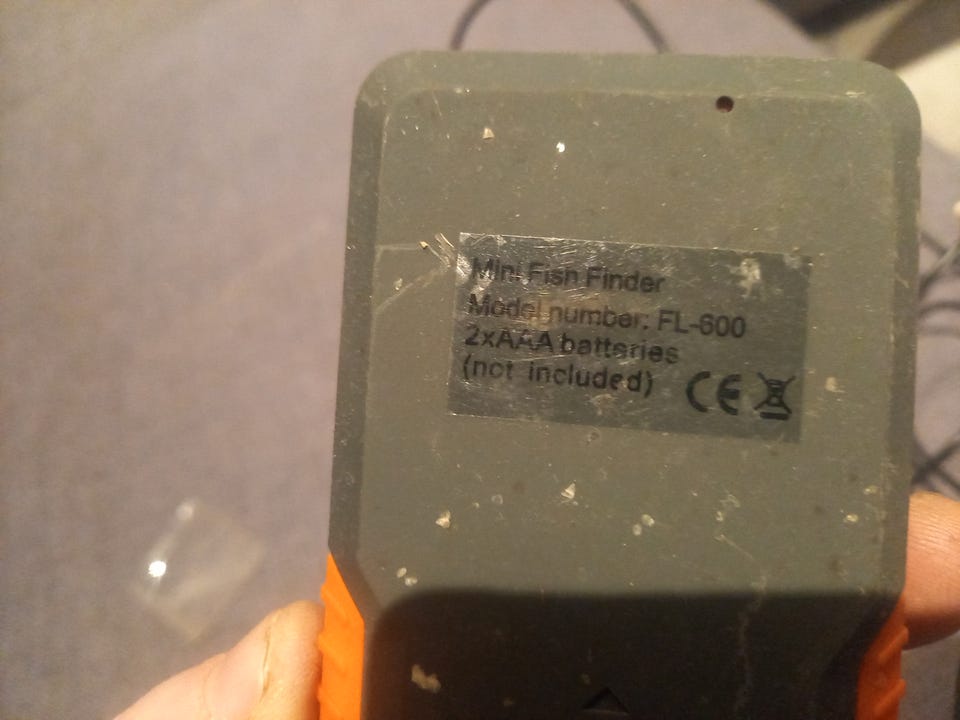 Mini Fish Finder
Model number: FL-600
2xAAA batteries
(not included)
CE